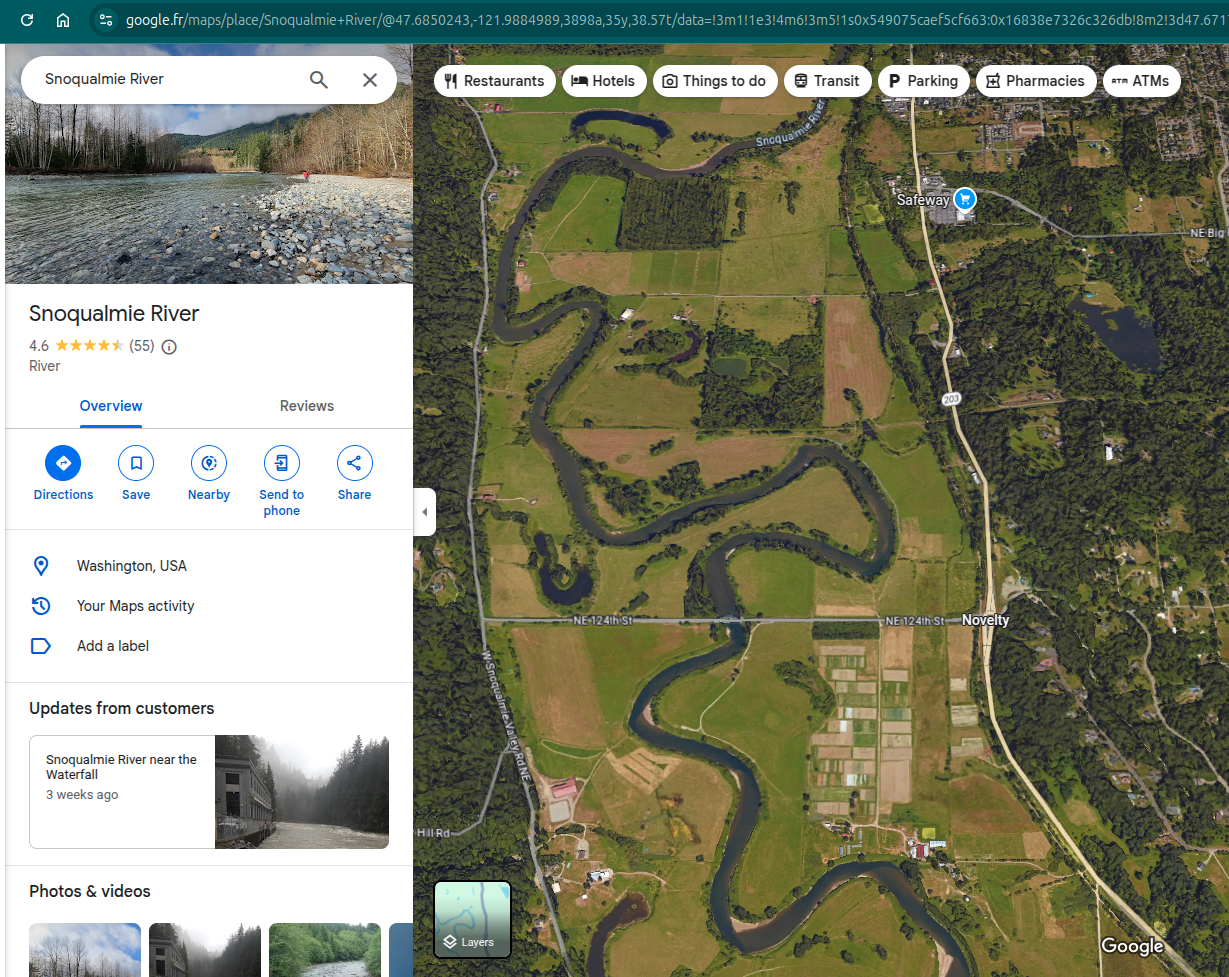 google.fr/maps/place/Snoqualmie+River/@47.6850243,-121.9884989,3898a,35y,38.57t/data=!3m1!1e3!4m6!3m5!1s0x549075caef5cf663:0x16838e7326c326db!8m2!3d47.671
Snoqualmie River
Restaurants
Hotels
Things to do
Transit
Parking
Pharmacies
ATMs
Snoqualmie River
Safeway
NE Big
203
NE 124th St
NE 124th St
Novelty
W Snoqualmie Valley Rd NE
Hill Rd
Layers
Google
Snoqualmie River
4.6 (55)
River
Overview
Reviews
Directions
Save
Nearby
Send to
phone
Share
Washington, USA
Your Maps activity
Add a label
Updates from customers
Snoqualmie River near the
Waterfall
3 weeks ago
Photos & videos